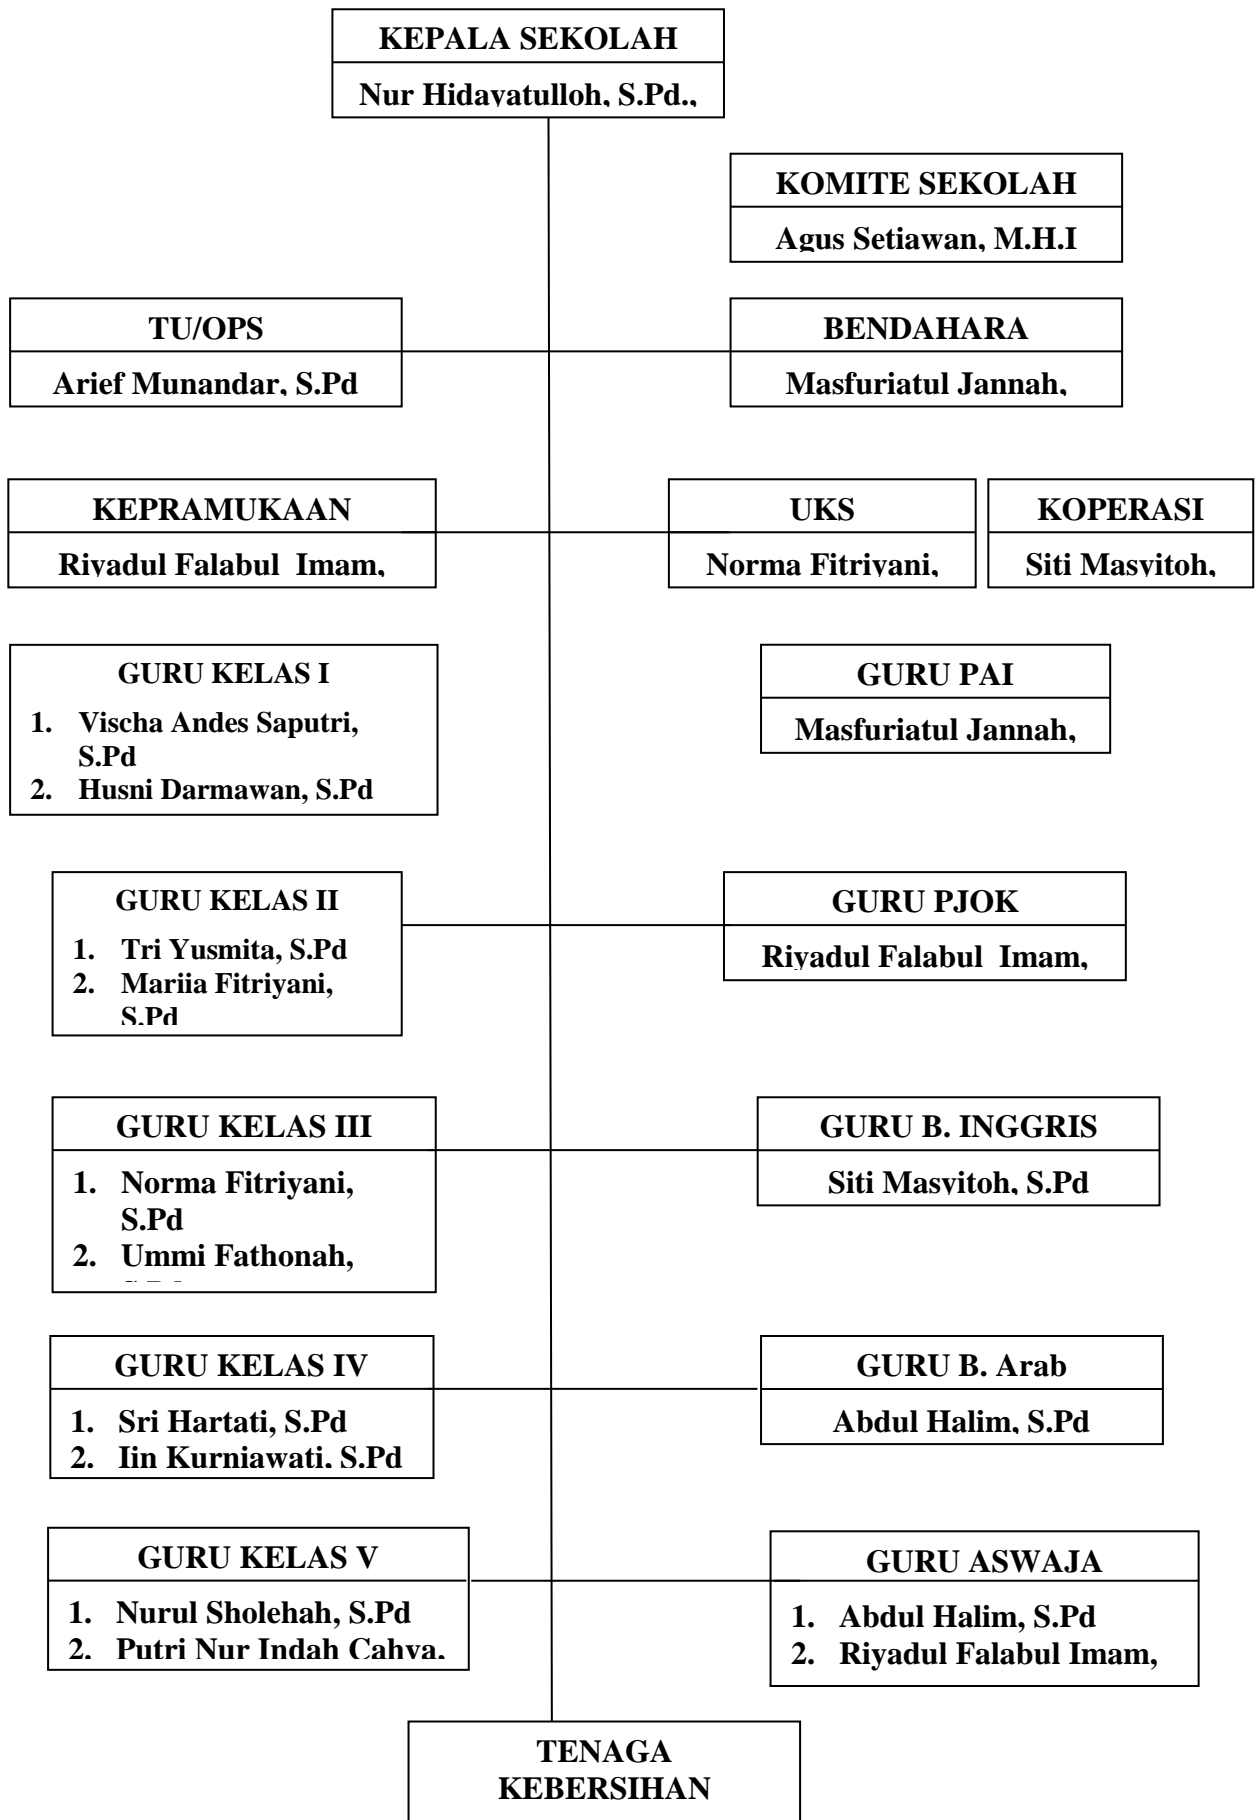 KEPALA SEKOLAH
Nur Hidayatulloh, S.Pd.,
KOMITE SEKOLAH
Agus Setiawan, M.H.I
TU/OPS
Arief Munandar, S.Pd
BENDAHARA
Masfuriatul Jannah,
KEPRAMUKAAN
Riyadul Falabul Imam,
UKS
Norma Fitriyani,
KOPERASI
Siti Masyitoh,
GURU KELAS I
1. Vischa Andes Saputri,
S.Pd
2. Husni Darmawan, S.Pd
GURU PAI
Masfuriatul Jannah,
GURU KELAS II
1. Tri Yusmita, S.Pd
2. Mariia Fitriyani,
S.Pd
GURU PJOK
Riyadul Falabul Imam,
GURU KELAS III
1. Norma Fitriyani,
S.Pd
2. Ummi Fathonah,
GURU B. INGGRIS
Siti Masyitoh, S.Pd
GURU KELAS IV
1. Sri Hartati, S.Pd
2. Iin Kurniawati, S.Pd
GURU B. Arab
Abdul Halim, S.Pd
GURU KELAS V
1. Nurul Sholehah, S.Pd
2. Putri Nur Indah Cahya,
GURU ASWAJA
1. Abdul Halim, S.Pd
2. Riyadul Falabul Imam,
TENAGA
KEBERSIHAN